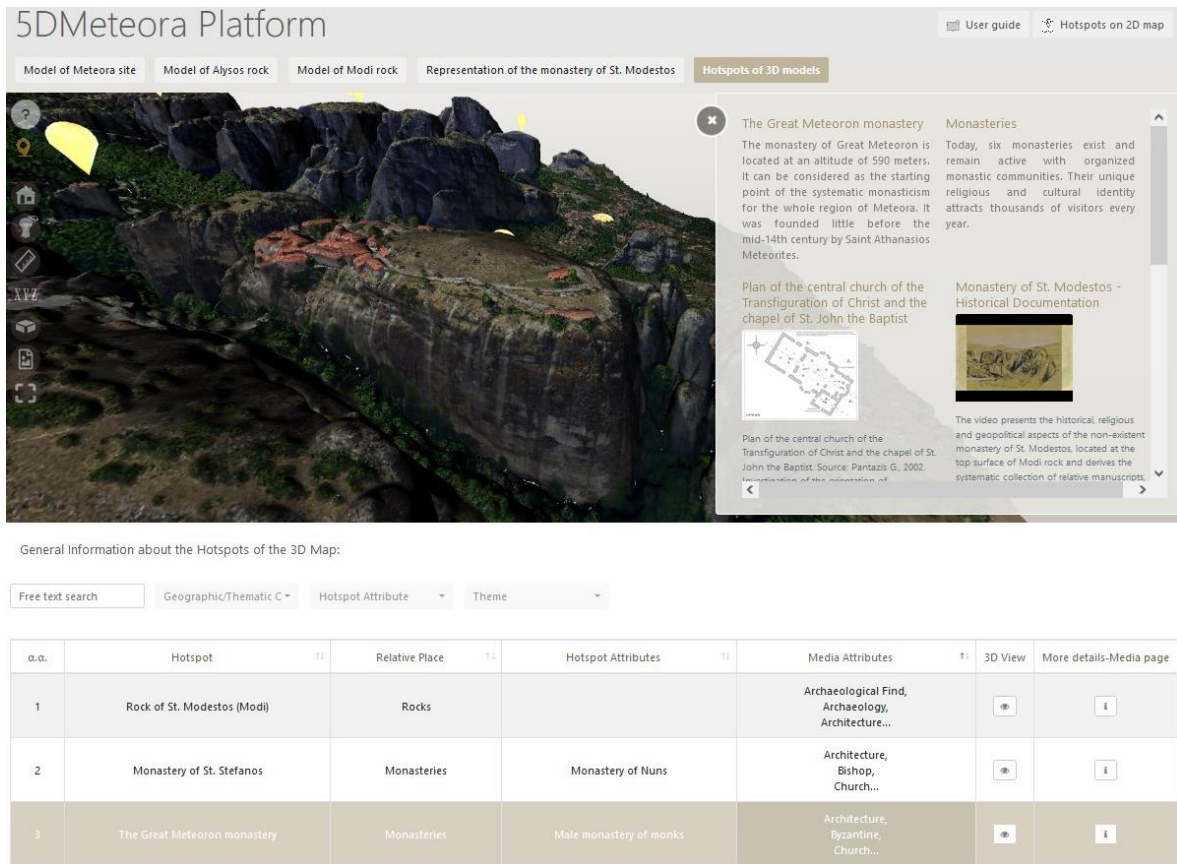 5DMeteora Platform
User guide
Hotspots on 2D map
Model of Meteora site
Model of Alysos rock
Model of Modi rock
Representation of the monastery of St. Modestos
Hotspots of 3D models
?
XYZ
The Great Meteoron monastery
The monastery of Great Meteoron is
located at an altitude of 590 meters.
It can be considered as the starting
point of the systematic monasticism
for the whole region of Meteora. It
was founded little before the
mid-14th century by Saint Athanasios
Meteorites.
Monasteries
Today, six monasteries exist and
remain active with organized
monastic communities. Their unique
religious and cultural identity
attracts thousands of visitors every
year.
Plan of the central church of the
Transfiguration of Christ and the
chapel of St. John the Baptist
Plan of the central church of the
Transfiguration of Christ and the chapel of St.
John the Baptist. Source: Pantazis G., 2002,
Investigation of the orientation of
Monastery of St. Modestos -
Historical Documentation
The video presents the historical, religious
and geopolitical aspects of the non-existent
monastery of St. Modestos, located at the
top surface of Modi rock and derives the
systematic collection of relative manuscripts,
General Information about the Hotspots of the 3D Map:
Free text search
Geographic/Thematic C
Hotspot Attribute
Theme
α.α.
Hotspot
Relative Place
Hotspot Attributes
Media Attributes
3D View
More details-Media page
1
Rock of St. Modestos (Modi)
Rocks
Archaeological Find,
Archaeology,
Architecture...
i
2
Monastery of St. Stefanos
Monasteries
Monastery of Nuns
Architecture,
Bishop,
Church...
i
3
The Great Meteoron monastery
Monasteries
Male monastery of monks
Architecture,
Byzantine,
Church...
i